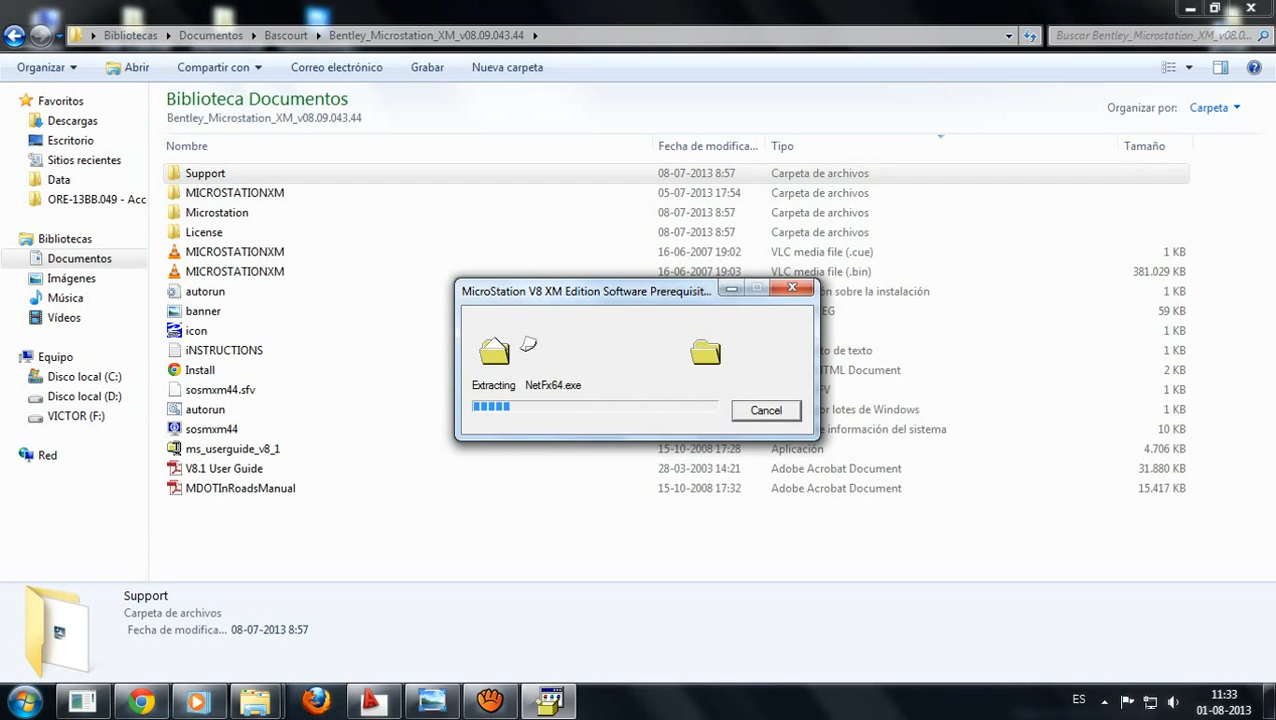 Bibliotecas Documentos Bascourt Bentley_Microstation_XM_v08.09.043.44
Buscar Bentley_Microstation_XM_v08.0...
Organizar Abrir Compartir con Correo electrónico Grabar Nueva carpeta
Favoritos
Descargas
Escritorio
Sitios recientes
Data
ORE-13BB.049 - Acc
Bibliotecas
Documentos
Imágenes
Música
Vídeos
Equipo
Disco local (C:)
Disco local (D:)
VICTOR (F:)
Red
Biblioteca Documentos
Bentley_Microstation_XM_v08.09.043.44
Organizar por: Carpeta
Nombre Fecha de modifica... Tipo Tamaño
Support 08-07-2013 8:57 Carpeta de archivos
MICROSTATIONXM 05-07-2013 17:54 Carpeta de archivos
Microstation 08-07-2013 8:57 Carpeta de archivos
License 08-07-2013 8:57 Carpeta de archivos
MICROSTATIONXM 16-06-2007 19:02 VLC media file (.cue) 1 KB
MICROSTATIONXM 16-06-2007 19:03 VLC media file (.bin) 381.029 KB
autorun ón sobre la instalación 1 KB
banner EG 59 KB
icon 1 KB
iNSTRUCTIONS to de texto 1 KB
Install HTML Document 1 KB
sosmxm44.sfv 1 KB
autorun or lotes de Windows 1 KB
sosmxm44 e información del sistema 10 KB
ms_userguide_v8_1 15-10-2008 17:28 Aplicación 4.706 KB
V8.1 User Guide 28-03-2003 14:21 Adobe Acrobat Document 31.880 KB
MDOTInRoadsManual 15-10-2008 17:32 Adobe Acrobat Document 15.417 KB
MicroStation V8 XM Edition Software Prerequisit...
Extracting NetFx64.exe
Cancel
Support
Carpeta de archivos
Fecha de modifica... 08-07-2013 8:57
ES
11:33
01-08-2013